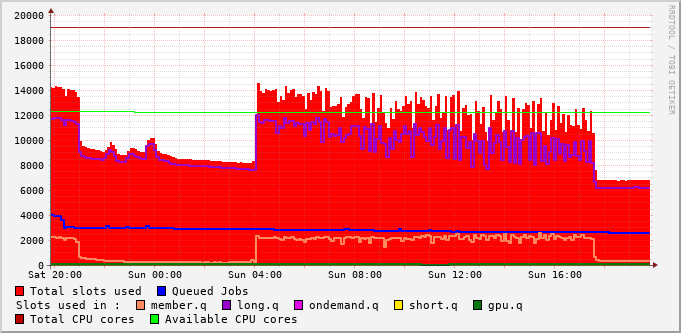 20000
18000
16000
14000
12000
10000
8000
6000
4000
2000
0
Sat 20:00 Sun 00:00 Sun 04:00 Sun 08:00 Sun 12:00 Sun 16:00
Total slots used Queued Jobs
Slots used in : member.q long.q ondemand.q short.q gpu.q
Total CPU cores Available CPU cores
RRDTOOL / TOBI OETIKER